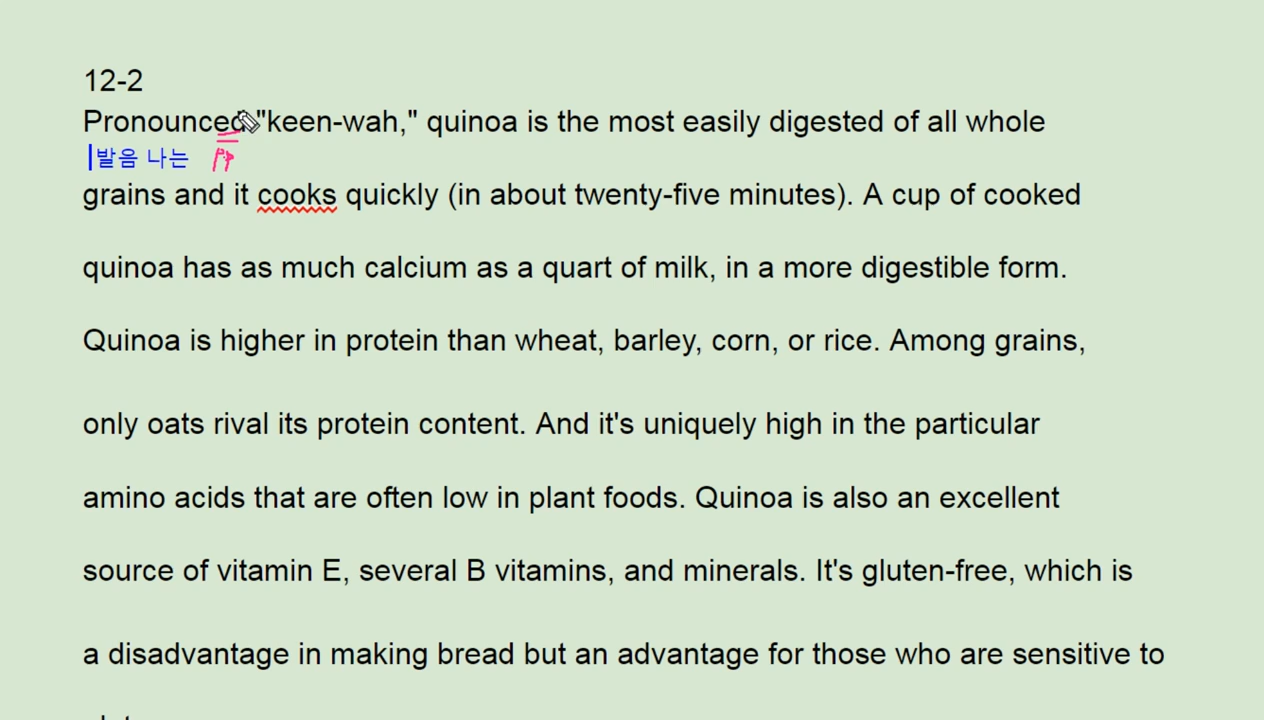 12-2
Pronounced "keen-wah," quinoa is the most easily digested of all whole
발음 나는 PP
grains and it cooks quickly (in about twenty-five minutes). A cup of cooked
quinoa has as much calcium as a quart of milk, in a more digestible form.
Quinoa is higher in protein than wheat, barley, corn, or rice. Among grains,
only oats rival its protein content. And it's uniquely high in the particular
amino acids that are often low in plant foods. Quinoa is also an excellent
source of vitamin E, several B vitamins, and minerals. It's gluten-free, which is
a disadvantage in making bread but an advantage for those who are sensitive to